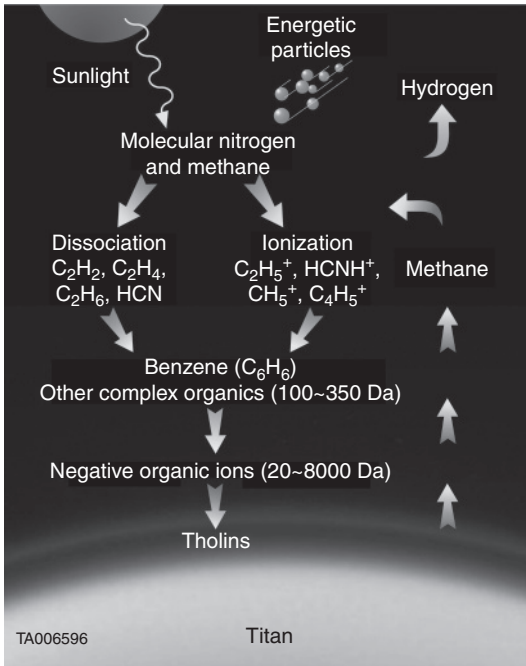 Energetic
particles
Sunlight
Hydrogen
Molecular nitrogen
and methane
Dissociation
C₂H₂, C₂H₄,
C₂H₆, HCN
Ionization
C₂H₅⁺, HCNH⁺,
CH₅⁺, C₄H₅⁺
Methane
Benzene (C₆H₆)
Other complex organics (100~350 Da)
Negative organic ions (20~8000 Da)
Tholins
TA006596
Titan